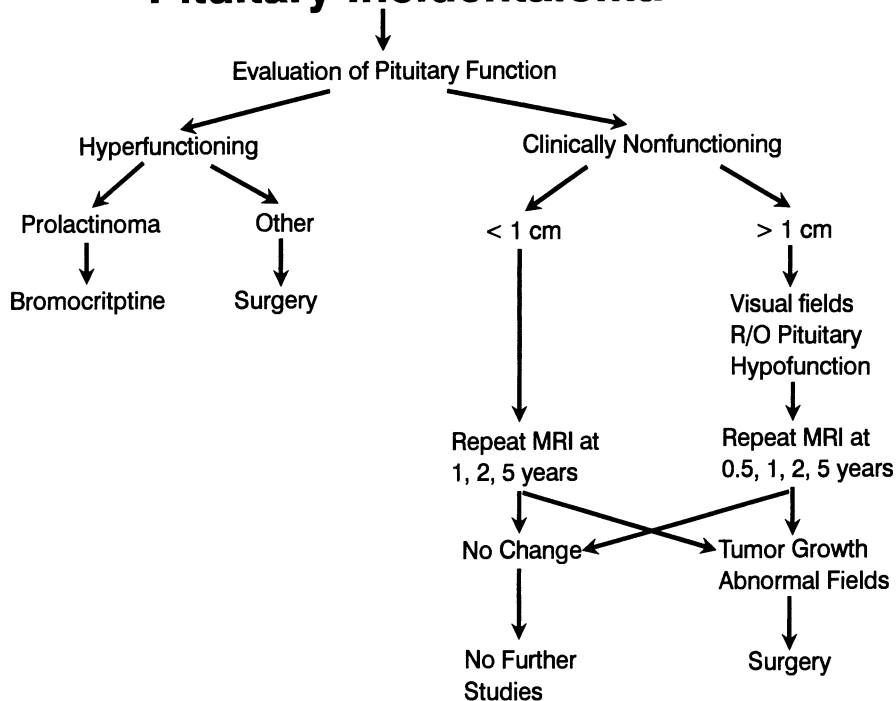 Pituitary Incidentaloma
Evaluation of Pituitary Function
Hyperfunctioning
Clinically Nonfunctioning
Prolactinoma
Other
< 1 cm
> 1 cm
Bromocritptine
Surgery
Visual fields
R/O Pituitary
Hypofunction
Repeat MRI at
1, 2, 5 years
Repeat MRI at
0.5, 1, 2, 5 years
No Change
Tumor Growth
Abnormal Fields
No Further
Studies
Surgery